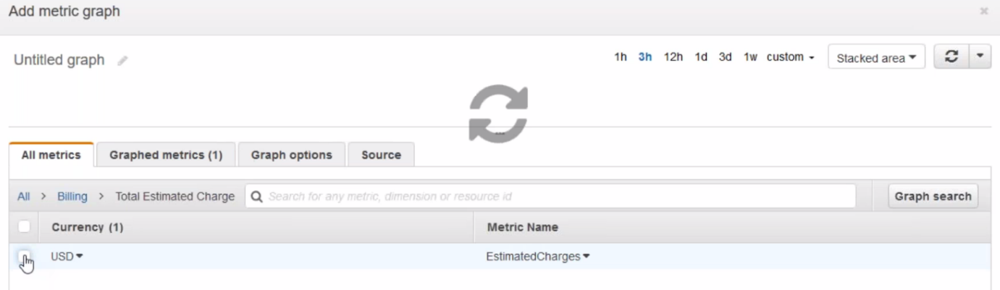 Add metric graph
Untitled graph
1h 3h 12h 1d 3d 1w custom Stacked area
...
All metrics Graphed metrics (1) Graph options Source
All > Billing > Total Estimated Charge Search for any metric, dimension or resource id Graph search
Currency (1) Metric Name
USD EstimatedCharges